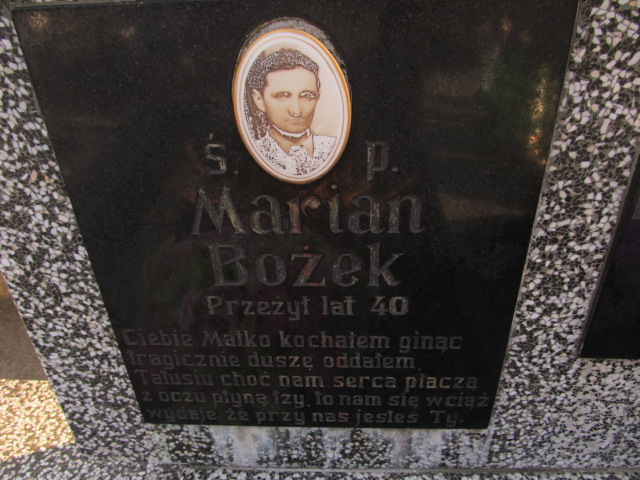 Ś. p.
Marian
Bożek
Przeżył lat 40
Ciebie Matko kochałem ginąc
tragicznie duszę oddałem
Tatusiu choć nam serca płaczą
z oczu płyną łzy, to nam się wciąż
wydaje że przy nas jesteś Ty.